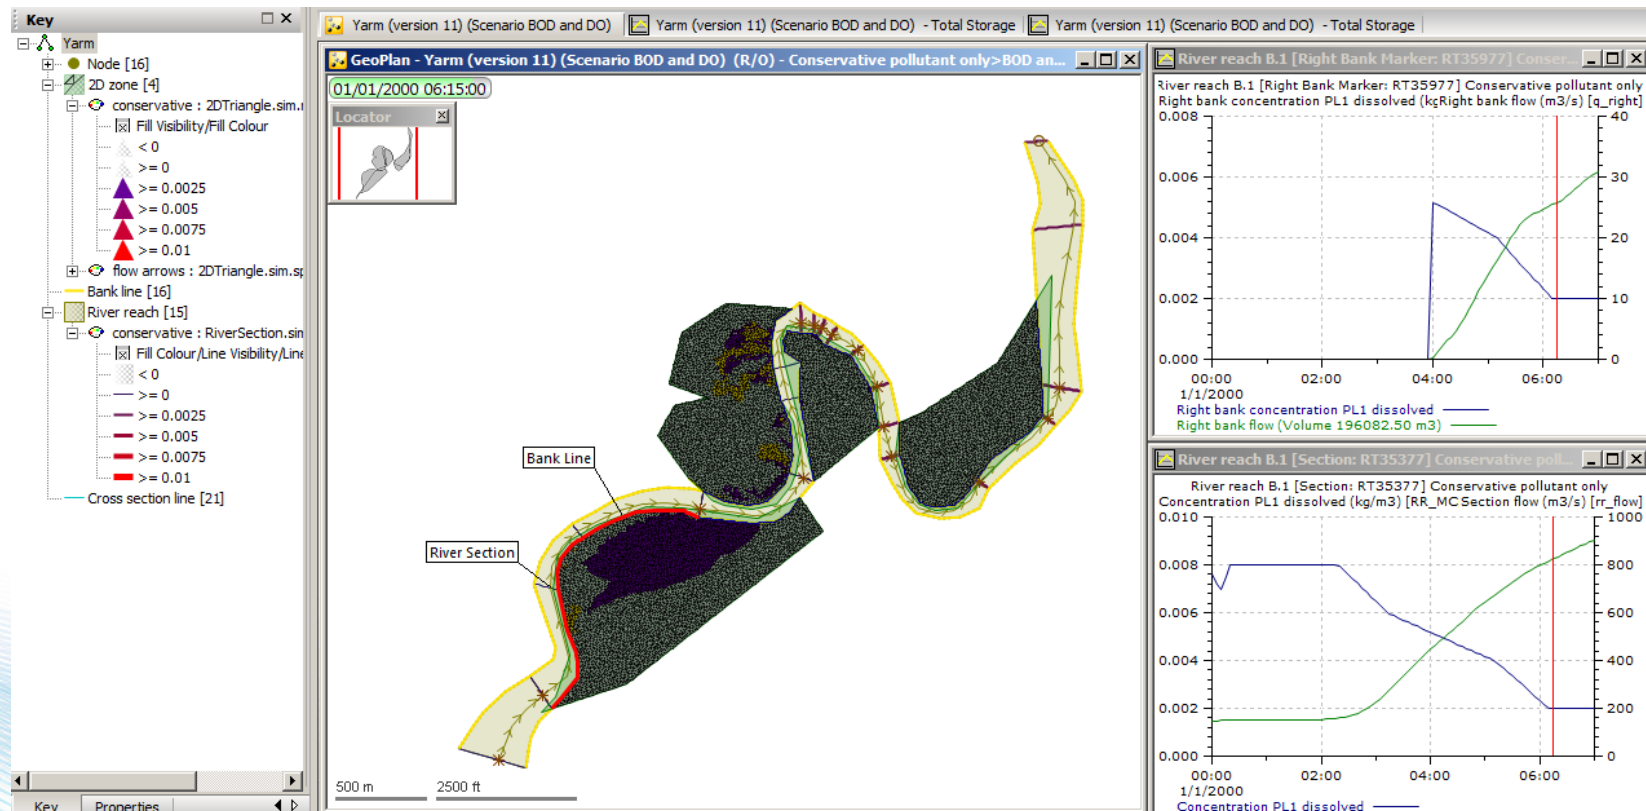 Key
Yarm
Node [16]
2D zone [4]
conservative : 2DTriangle.sim.
Fill Visibility/Fill Colour
< 0
>= 0
>= 0.0025
>= 0.005
>= 0.0075
>= 0.01
flow arrows : 2DTriangle.sim.sp
Bank line [16]
River reach [15]
conservative : RiverSection.sim
Fill Colour/Line Visibility/Line
< 0
>= 0
>= 0.0025
>= 0.005
>= 0.0075
>= 0.01
Cross section line [21]
Key Properties
Yarm (version 11) (Scenario BOD and DO)
Yarm (version 11) (Scenario BOD and DO) - Total Storage
Yarm (version 11) (Scenario BOD and DO) - Total Storage
GeoPlan - Yarm (version 11) (Scenario BOD and DO) (R/O) - Conservative pollutant only>BOD an...
01/01/2000 06:15:00
Locator
Bank Line
River Section
500 m
2500 ft
River reach B.1 [Right Bank Marker: RT35977] Conser...
River reach B.1 [Right Bank Marker: RT35977] Conservative pollutant only
Right bank concentration PL1 dissolved (kgRight bank flow (m3/s) [q_right]
0.008 40
0.006 30
0.004 20
0.002 10
0.000 0
00:00 02:00 04:00 06:00
1/1/2000
Right bank concentration PL1 dissolved
Right bank flow (Volume 196082.50 m3)
River reach B.1 [Section: RT35377] Conservative poll...
River reach B.1 [Section: RT35377] Conservative pollutant only
Concentration PL1 dissolved (kg/m3) [RR_MC Section flow (m3/s) [rr_flow]
0.010 1000
0.008 800
0.006 600
0.004 400
0.002 200
0.000 0
00:00 02:00 04:00 06:00
1/1/2000
Concentration PL1 dissolved